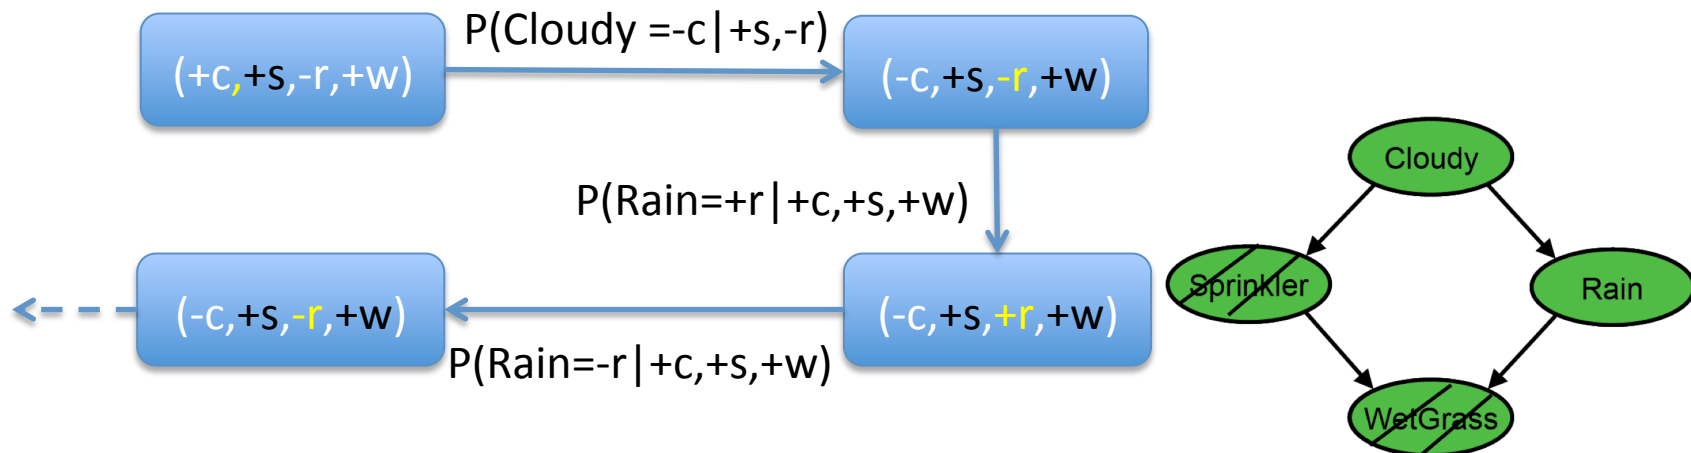 P(Cloudy =-c|+s,-r)
(+c,+s,-r,+w)
(-c,+s,-r,+w)
P(Rain=+r|+c,+s,+w)
(-c,+s,-r,+w)
(-c,+s,+r,+w)
P(Rain=-r|+c,+s,+w)
Cloudy
Sprinkler
Rain
WetGrass